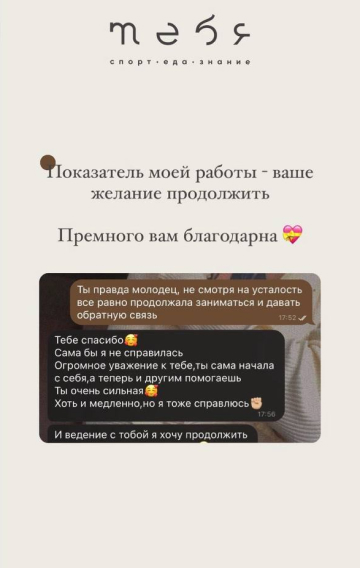 тебя
спорт·еда·знание
Показатель моей работы - ваше
желание продолжить
Премного вам благодарна 💝
Ты правда молодец, не смотря на усталость
все равно продолжала заниматься и давать
обратную связь
17:52
Тебе спасибо🥰
Сама бы я не справилась
Огромное уважение к тебе,ты сама начала
с себя,а теперь и другим помогаешь
Ты очень сильная🥰
Хоть и медленно,но я тоже справлюсь✊🏻
17:56
И ведение с тобой я хочу продолжить